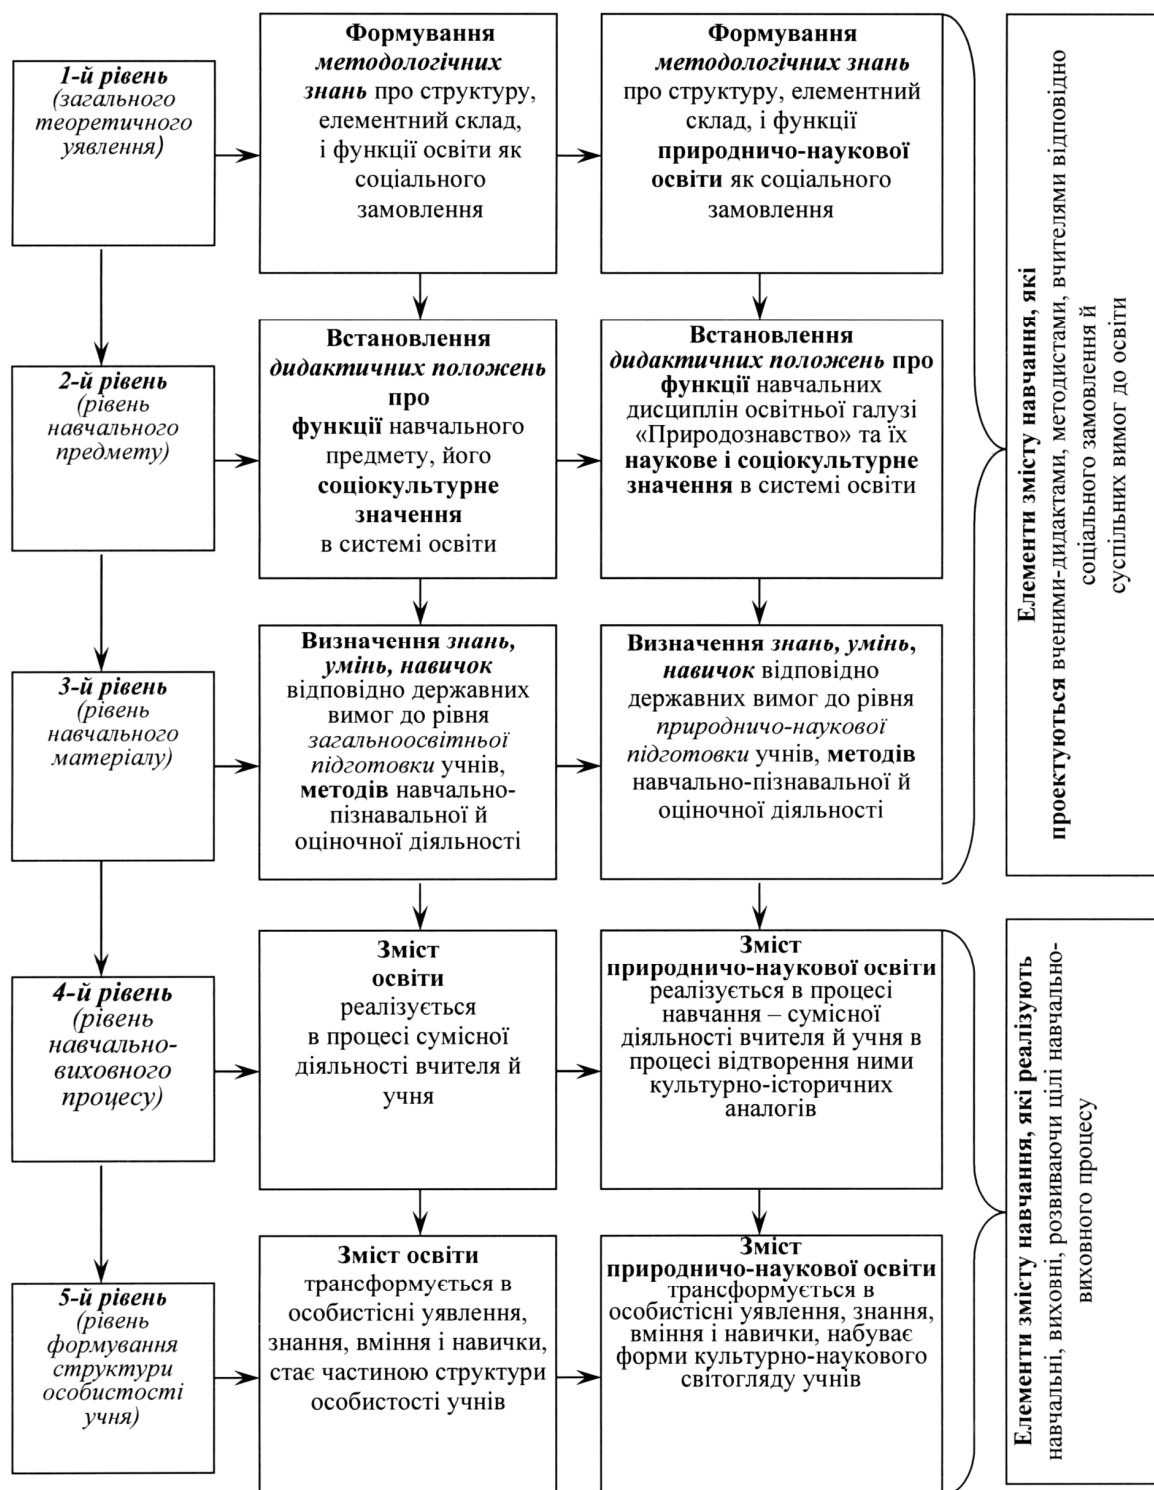 1-й рівень
(загального
теоретичного
уявлення)
Формування
методологічних
знань про структуру,
елементний склад,
і функції освіти як
соціального
замовлення
Формування
методологічних знань
про структуру, елементний
склад, і функції
природничо-наукової
освіти як соціального
замовлення
2-й рівень
(рівень
навчального
предмету)
Встановлення
дидактичних положень
про
функції навчального
предмету, його
соціокультурне
значення
в системі освіти
Встановлення
дидактичних положень про
функції навчальних
дисциплін освітньої галузі
«Природознавство» та їх
наукове і соціокультурне
значення в системі освіти
3-й рівень
(рівень
навчального
матеріалу)
Визначення знань,
умінь, навичок
відповідно державних
вимог до рівня
загальноосвітньої
підготовки учнів,
методів навчально-
пізнавальної й
оціночної діяльності
Визначення знань, умінь,
навичок відповідно
державних вимог до рівня
природничо-наукової
підготовки учнів, методів
навчально-пізнавальної й
оціночної діяльності
Елементи змісту навчання, які
проектуються вченими-дидактами, методистами, вчителями відповідно
соціального замовлення й
суспільних вимог до освіти
4-й рівень
(рівень
навчально-
виховного
процесу)
Зміст
освіти
реалізується
в процесі сумісної
діяльності вчителя й
учня
Зміст
природничо-наукової освіти
реалізується в процесі
навчання – сумісної
діяльності вчителя й учня в
процесі відтворення ними
культурно-історичних
аналогів
5-й рівень
(рівень
формування
структури
особистості
учня)
Зміст освіти
трансформується в
особистісні уявлення,
знання, вміння і навички,
стає частиною структури
особистості учнів
Зміст
природничо-наукової освіти
трансформується в
особистісні уявлення, знання,
вміння і навички, набуває
форми культурно-наукового
світогляду учнів
Елементи змісту навчання, які реалізують
навчальні, виховні, розвиваючи цілі навчально-
виховного процесу